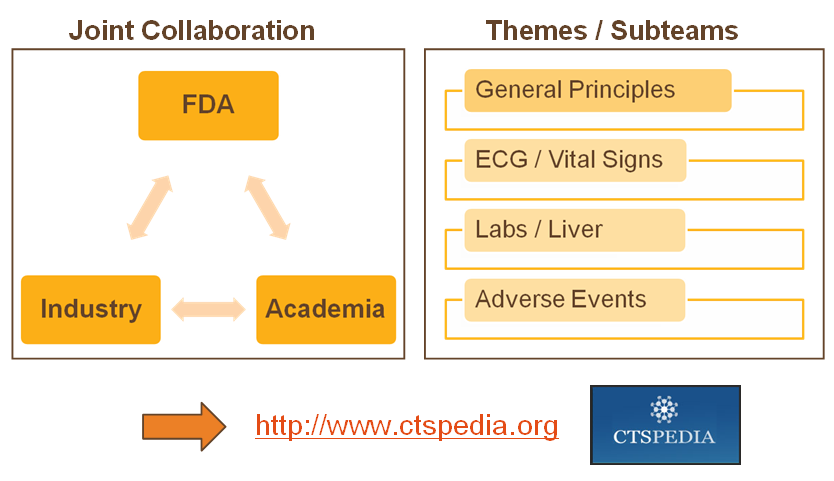 Joint Collaboration
FDA
Industry
Academia
Themes / Subteams
General Principles
ECG / Vital Signs
Labs / Liver
Adverse Events
http://www.ctspedia.org
CTSPEDIA